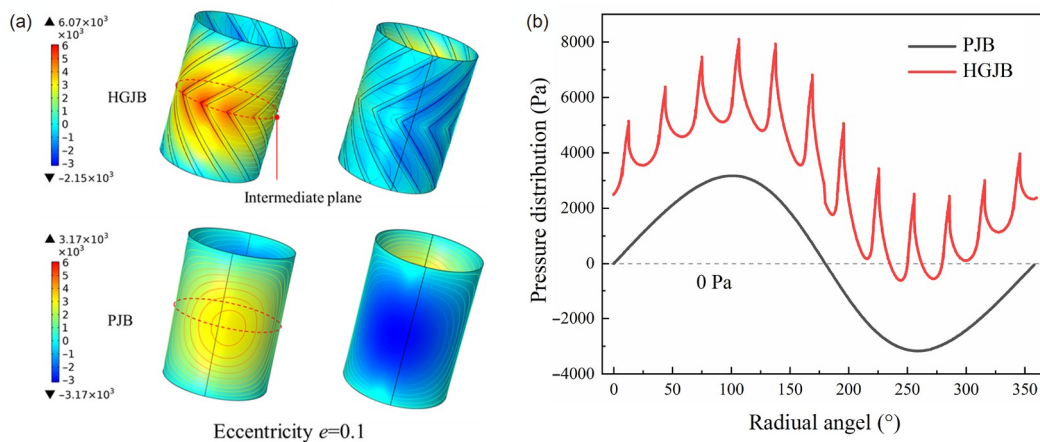 (a)
▲ 6.07×10³
×10³
6
5
4
3
2
1
0
−1
−2
−3
▼ −2.15×10³
HGJB
Intermediate plane
▲ 3.17×10³
×10³
6
5
4
3
2
1
0
−1
−2
−3
▼ −3.17×10³
PJB
Eccentricity e=0.1
(b)
Pressure distribution (Pa)
8000
6000
4000
2000
0
−2000
−4000
PJB
HGJB
0 Pa
0 50 100 150 200 250 300 350
Radiual angel (°)